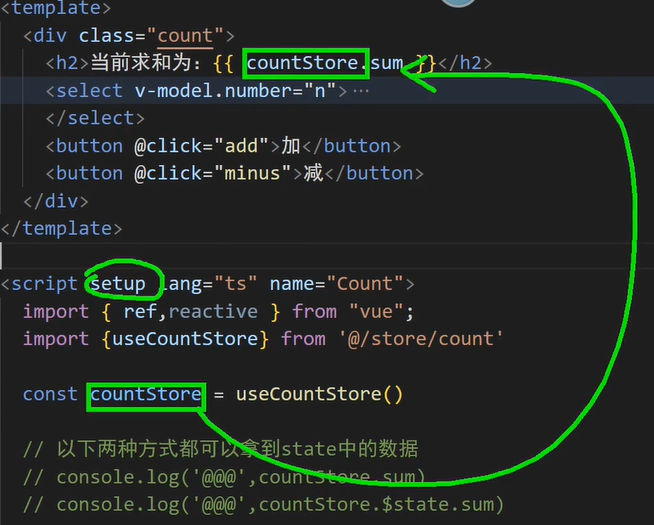 <template>
<div class="count">
<h2>当前求和为：{{ countStore.sum }}</h2>
<select v-model.number="n">…
</select>
<button @click="add">加</button>
<button @click="minus">减</button>
</div>
</template>
<script setup lang="ts" name="Count">
import { ref,reactive } from "vue";
import {useCountStore} from '@/store/count'
const countStore = useCountStore()
// 以下两种方式都可以拿到state中的数据
// console.log('@@@',countStore.sum)
// console.log('@@@',countStore.$state.sum)